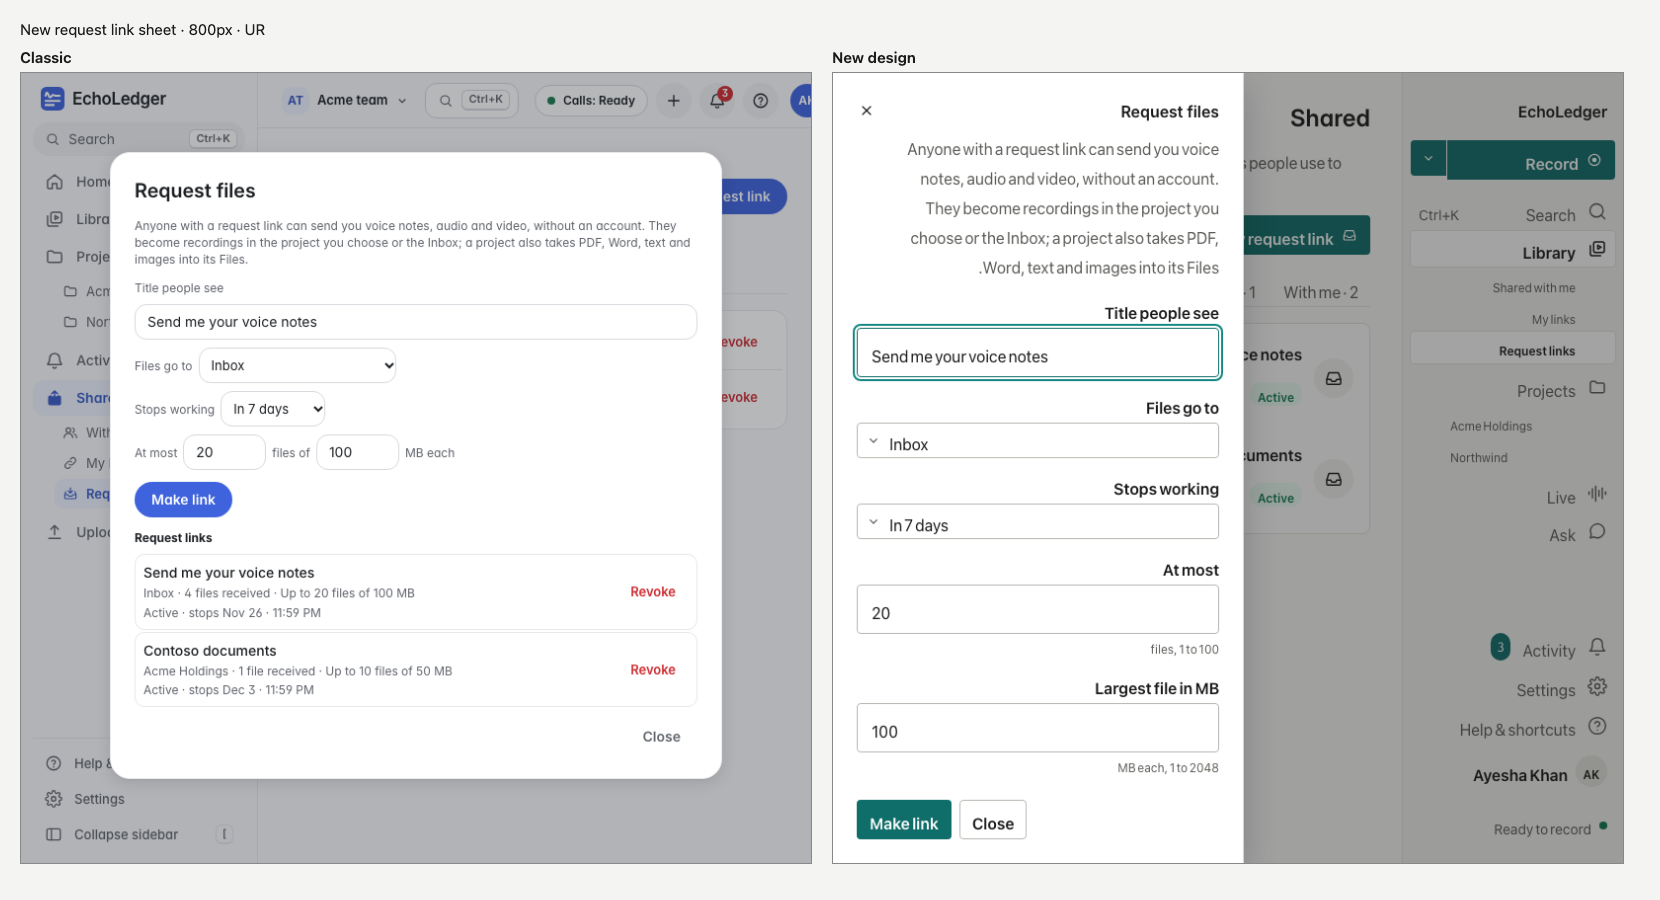 New request link sheet · 800px · UR
Classic
EchoLedger
Search
Ctrl+K
AT
Acme team
Ctrl+K
Calls: Ready
3
Request files
Anyone with a request link can send you voice notes, audio and video, without an account. They
become recordings in the project you choose or the Inbox; a project also takes PDF, Word, text and
images into its Files.
Title people see
Send me your voice notes
Files go to
Inbox
Stops working
In 7 days
At most
20
files of
100
MB each
Make link
Request links
Send me your voice notes
Inbox · 4 files received · Up to 20 files of 100 MB
Active · stops Nov 26 · 11:59 PM
Revoke
Contoso documents
Acme Holdings · 1 file received · Up to 10 files of 50 MB
Active · stops Dec 3 · 11:59 PM
Revoke
Close
Settings
Collapse sidebar
[
New design
Request files
Anyone with a request link can send you voice
notes, audio and video, without an account.
They become recordings in the project you
choose or the Inbox; a project also takes PDF,
.Word, text and images into its Files
Title people see
Send me your voice notes
Files go to
Inbox
Stops working
In 7 days
At most
20
files, 1 to 100
Largest file in MB
100
MB each, 1 to 2048
Make link
Close
Shared
people use to
request link
· 1
With me · 2
notes
Active
Active
EchoLedger
Record
Ctrl+K
Search
Library
Shared with me
My links
Request links
Projects
Acme Holdings
Northwind
Live
Ask
3
Activity
Settings
Help & shortcuts
Ayesha Khan
AK
Ready to record